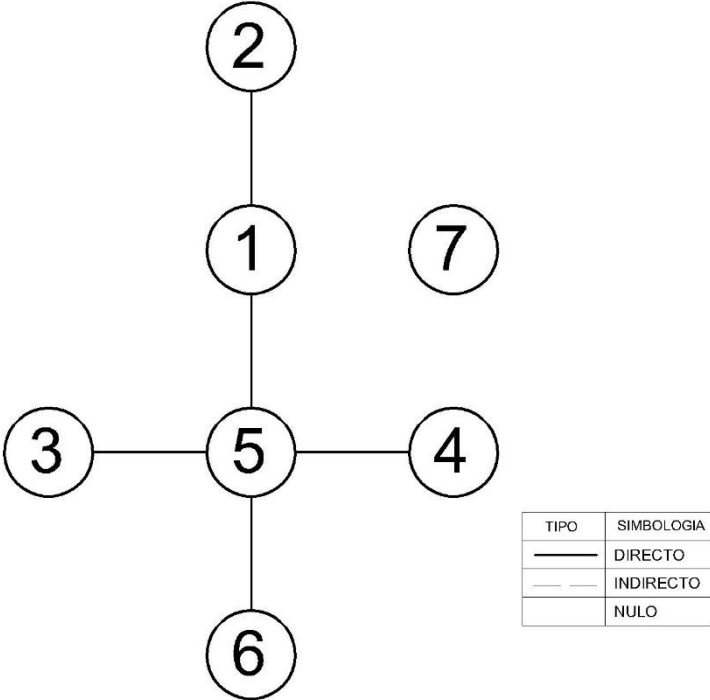 2
1 7
3 5 4
6
TIPO SIMBOLOGIA
DIRECTO
INDIRECTO
NULO